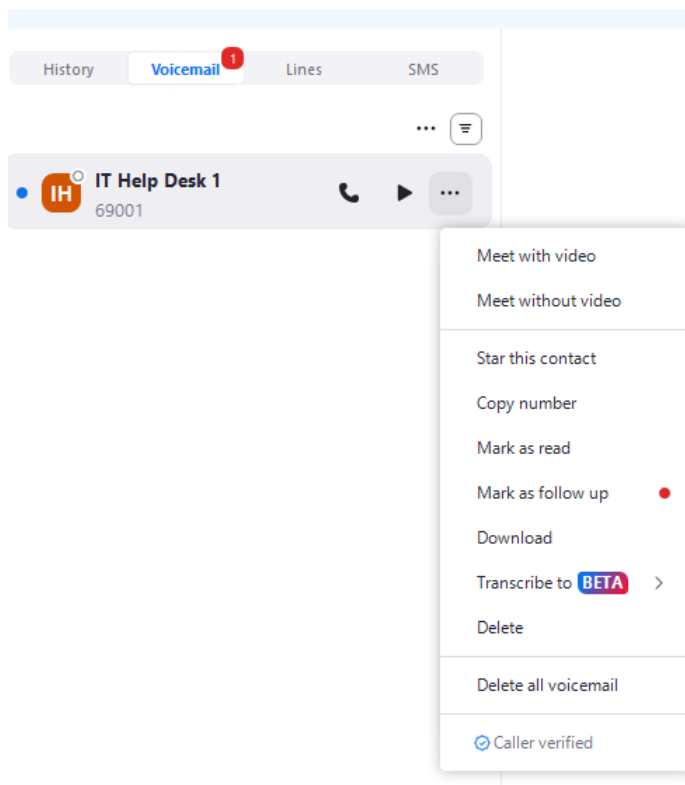 History Voicemail 1 Lines SMS
IH IT Help Desk 1
69001
Meet with video
Meet without video
Star this contact
Copy number
Mark as read
Mark as follow up
Download
Transcribe to BETA
Delete
Delete all voicemail
Caller verified